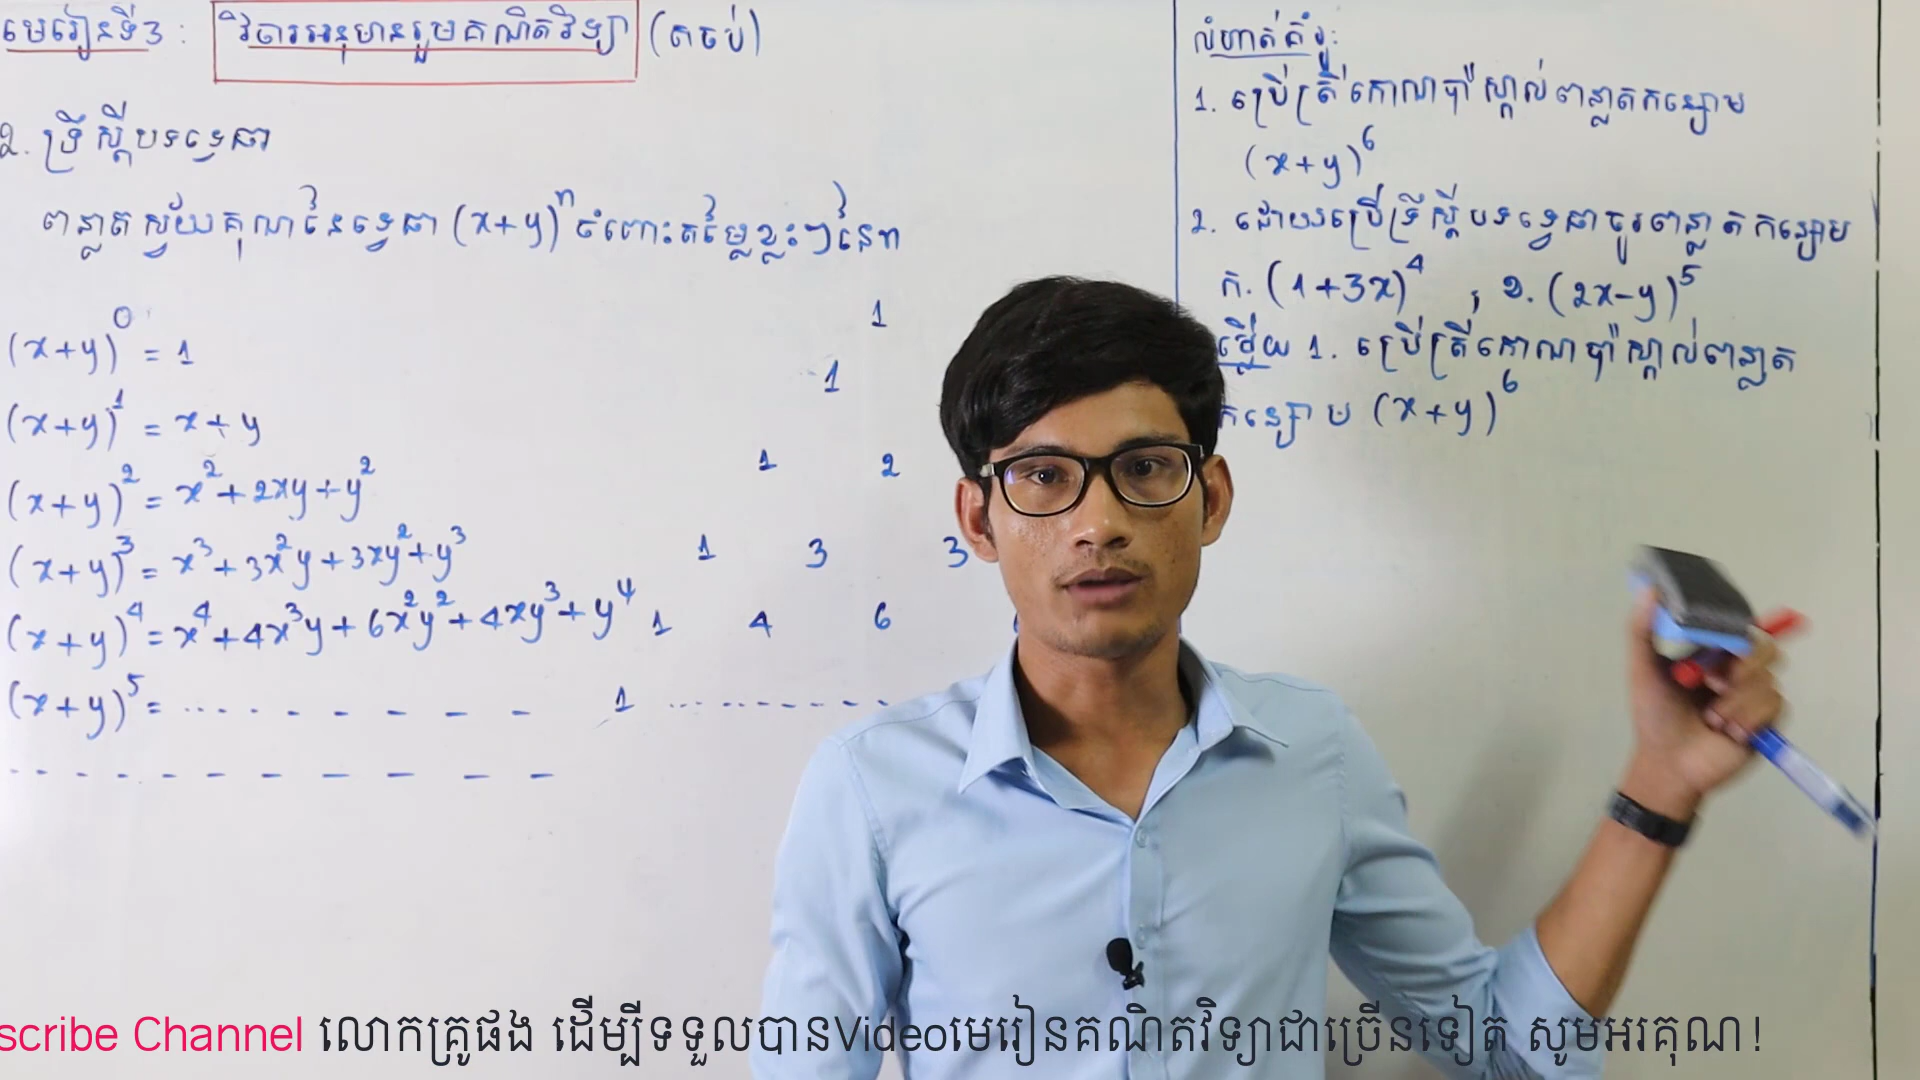 មេរៀនទី3 : វិចារអនុមានរួមគណិតវិទ្យា (តចប់)
2. ទ្រឹស្តីបទទ្វេធា
ពន្លាតស្វ័យគុណនៃទ្វេធា (x+y)ⁿ ចំពោះតម្លៃខ្លះៗនៃ n
(x+y)⁰ = 1
1
(x+y)¹ = x+y
1
(x+y)² = x²+2xy+y²
1 2
(x+y)³ = x³+3x²y+3xy²+y³
1 3 3
(x+y)⁴ = x⁴+4x³y+6x²y²+4xy³+y⁴
1 4 6
(x+y)⁵ = ..... - - - - -
1 ........ - - -
- - - - - - - - - - -
លំហាត់គំរូ:
1. ប្រើត្រីកោណប៉ាស្កាល់ពន្លាតកន្សោម
(x+y)⁶
2. ដោយប្រើទ្រឹស្តីបទទ្វេធាចូរពន្លាតកន្សោម
ក. (1+3x)⁴ , ខ. (2x-y)⁵
ម្លើយ 1. ប្រើត្រីកោណប៉ាស្កាល់ពន្លាត
កន្សោម (x+y)⁶
scribe Channel លោកគ្រូផង ដើម្បីទទួលបានVideoមេរៀនគណិតវិទ្យាជាច្រើនទៀត សូមអរគុណ!